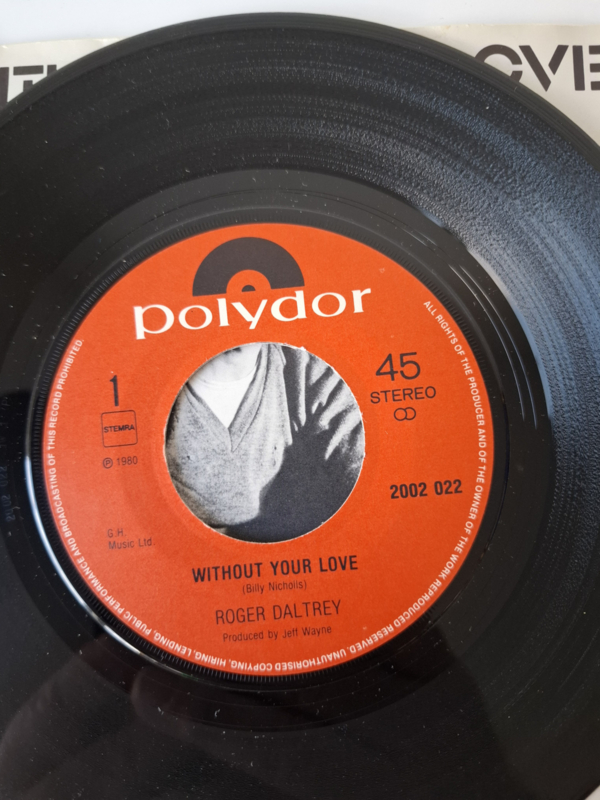 polydor
1
STEMRA
℗ 1980
45
STEREO
2002 022
G.H.
Music Ltd.
WITHOUT YOUR LOVE
(Billy Nicholls)
ROGER DALTREY
Produced by Jeff Wayne
ALL RIGHTS OF THE PRODUCER AND OF THE OWNER OF THE WORK REPRODUCED RESERVED. UNAUTHORISED COPYING, HIRING, LENDING, PUBLIC PERFORMANCE AND BROADCASTING OF THIS RECORD PROHIBITED.